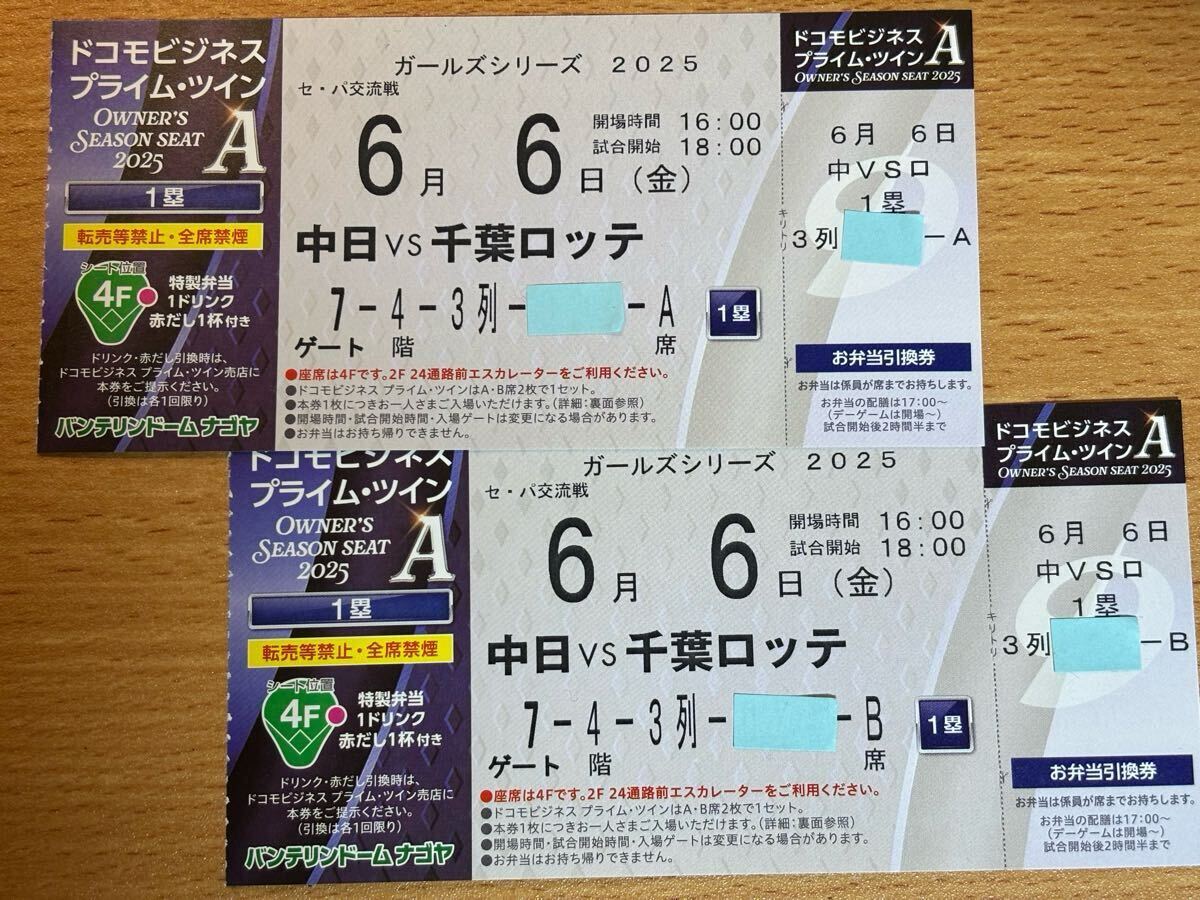 ドコモビジネス
プライム・ツイン
OWNER'S
SEASON SEAT
2025
A
1塁
転売等禁止・全席禁煙
シート位置
4F
特製弁当
1ドリンク
赤だし1杯付き
ドリンク・赤だし引換時は、
ドコモビジネス プライム・ツイン売店に
本券をご提示ください。
(引換は各1回限り)
バンテリンドーム ナゴヤ
ガールズシリーズ 2025
セ・パ交流戦
6月 6日(金)
開場時間 16:00
試合開始 18:00
中日 VS 千葉ロッテ
7-4-3列- -A
ゲート 階 席
1塁
●座席は4Fです。2F 24通路前エスカレーターをご利用ください。
●ドコモビジネス プライム・ツインはA・B席2枚で1セット。
●本券1枚につきお一人さまご入場いただけます。(詳細:裏面参照)
●開場時間・試合開始時間・入場ゲートは変更になる場合があります。
●お弁当はお持ち帰りできません。
キリトリ
ドコモビジネス
プライム・ツイン A
OWNER'S SEASON SEAT 2025
6月 6日
中VSロ
1塁
3列 -A
お弁当引換券
お弁当は係員が席までお持ちします。
お弁当の配膳は17:00~
(デーゲームは開場~)
試合開始後2時間半まで
ドコモビジネス
プライム・ツイン
OWNER'S
SEASON SEAT
2025
A
1塁
転売等禁止・全席禁煙
シート位置
4F
特製弁当
1ドリンク
赤だし1杯付き
ドリンク・赤だし引換時は、
ドコモビジネス プライム・ツイン売店に
本券をご提示ください。
(引換は各1回限り)
バンテリンドーム ナゴヤ
ガールズシリーズ 2025
セ・パ交流戦
6月 6日(金)
開場時間 16:00
試合開始 18:00
中日 VS 千葉ロッテ
7-4-3列- -B
ゲート 階 席
1塁
●座席は4Fです。2F 24通路前エスカレーターをご利用ください。
●ドコモビジネス プライム・ツインはA・B席2枚で1セット。
●本券1枚につきお一人さまご入場いただけます。(詳細:裏面参照)
●開場時間・試合開始時間・入場ゲートは変更になる場合があります。
●お弁当はお持ち帰りできません。
キリトリ
ドコモビジネス
プライム・ツイン A
OWNER'S SEASON SEAT 2025
6月 6日
中VSロ
1塁
3列 -B
お弁当引換券
お弁当は係員が席までお持ちします。
お弁当の配膳は17:00~
(デーゲームは開場~)
試合開始後2時間半まで